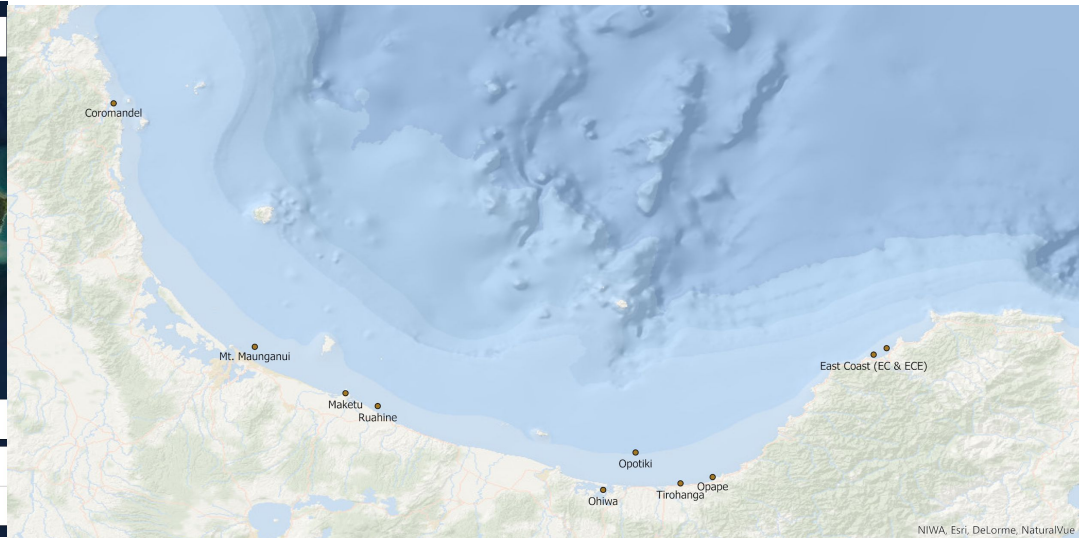 Coromandel
Mt. Maunganui
East Coast (EC & ECE)
Maketu
Ruahine
Opotiki
Opape
Tirohanga
Ohiwa
NIWA, Esri, DeLorme, NaturalVue